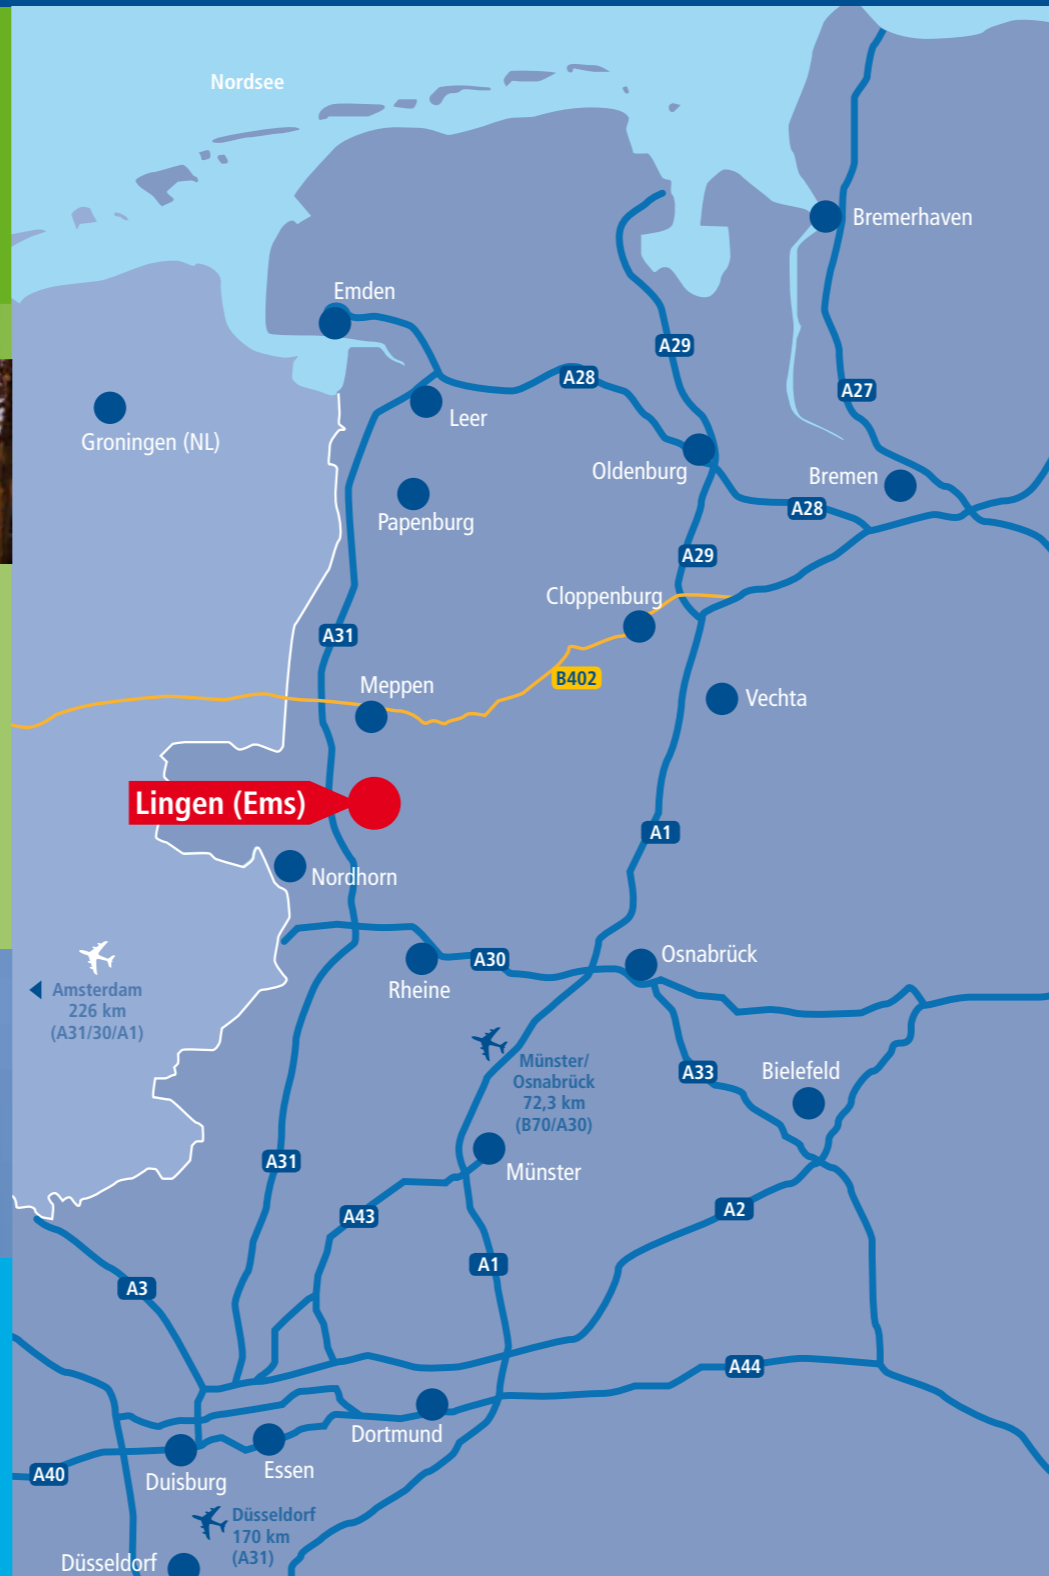 Nordsee
Bremerhaven
Emden
A29
A28
A27
Groningen (NL)
Leer
Oldenburg
Bremen
Papenburg
A28
A29
Cloppenburg
A31
B402
Meppen
Vechta
Lingen (Ems)
A1
Nordhorn
Osnabrück
A30
Rheine
Amsterdam
226 km
(A31/30/A1)
Münster/
Osnabrück
72,3 km
(B70/A30)
A33
Bielefeld
A31
Münster
A43
A2
A1
A3
A44
Dortmund
A40
Essen
Duisburg
Düsseldorf
170 km
(A31)
Düsseldorf